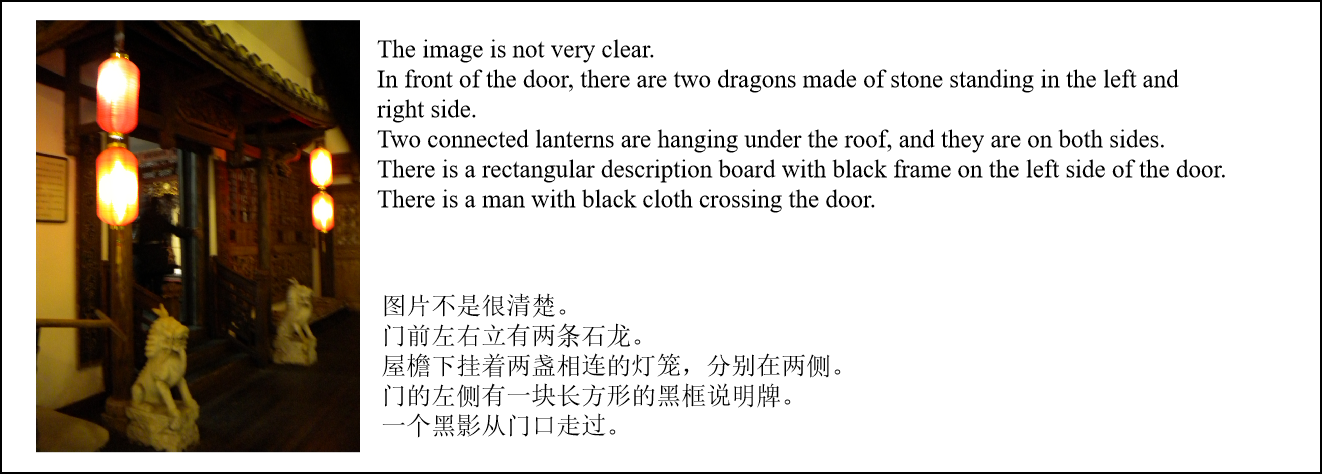 The image is not very clear.
In front of the door, there are two dragons made of stone standing in the left and
right side.
Two connected lanterns are hanging under the roof, and they are on both sides.
There is a rectangular description board with black frame on the left side of the door.
There is a man with black cloth crossing the door.
图片不是很清楚。
门前左右立有两条石龙。
屋檐下挂着两盏相连的灯笼，分别在两侧。
门的左侧有一块长方形的黑框说明牌。
一个黑影从门口走过。